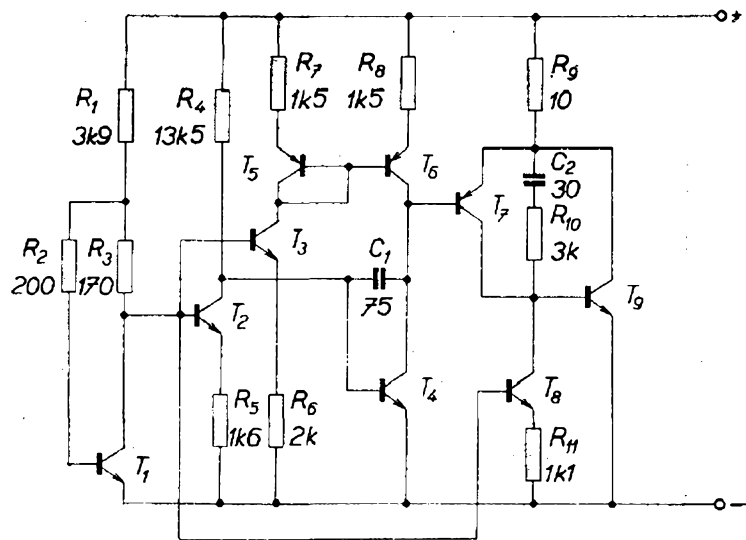 +
R1
3k9
R4
13k5
R7
1k5
R8
1k5
R9
10
T5
T6
C2
30
T7
R10
3k
R2
200
R3
170
T3
C1
75
T9
T2
R5
1k6
R6
2k
T4
T8
R11
1k1
T1
-